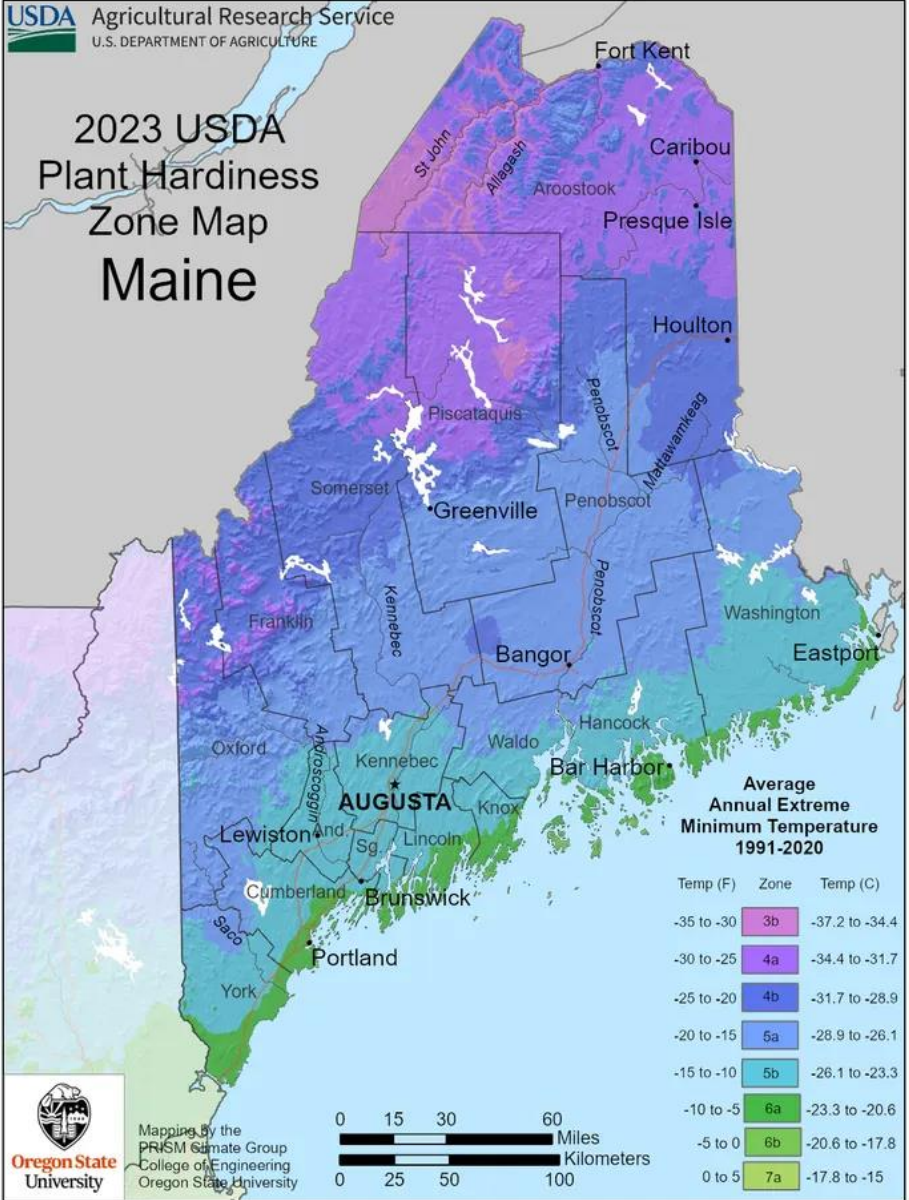 USDA Agricultural Research Service
U.S. DEPARTMENT OF AGRICULTURE
2023 USDA
Plant Hardiness
Zone Map
Maine
Fort Kent
St John
Allagash
Caribou
Aroostook
Presque Isle
Houlton
Piscataquis
Penobscot
Mattawamkeag
Somerset
Greenville
Penobscot
Kennebec
Penobscot
Franklin
Washington
Bangor
Eastport
Oxford
Androscoggin
Kennebec
Waldo
Hancock
Bar Harbor
AUGUSTA
Knox
Lewiston
And.
Sg.
Lincoln
Cumberland
Brunswick
Saco
Portland
York
Average
Annual Extreme
Minimum Temperature
1991-2020
Temp (F) Zone Temp (C)
-35 to -30 3b -37.2 to -34.4
-30 to -25 4a -34.4 to -31.7
-25 to -20 4b -31.7 to -28.9
-20 to -15 5a -28.9 to -26.1
-15 to -10 5b -26.1 to -23.3
-10 to -5 6a -23.3 to -20.6
-5 to 0 6b -20.6 to -17.8
0 to 5 7a -17.8 to -15
Oregon State
University
Mapping by the
PRISM Climate Group
College of Engineering
Oregon State University
0 15 30 60
Miles
Kilometers
0 25 50 100